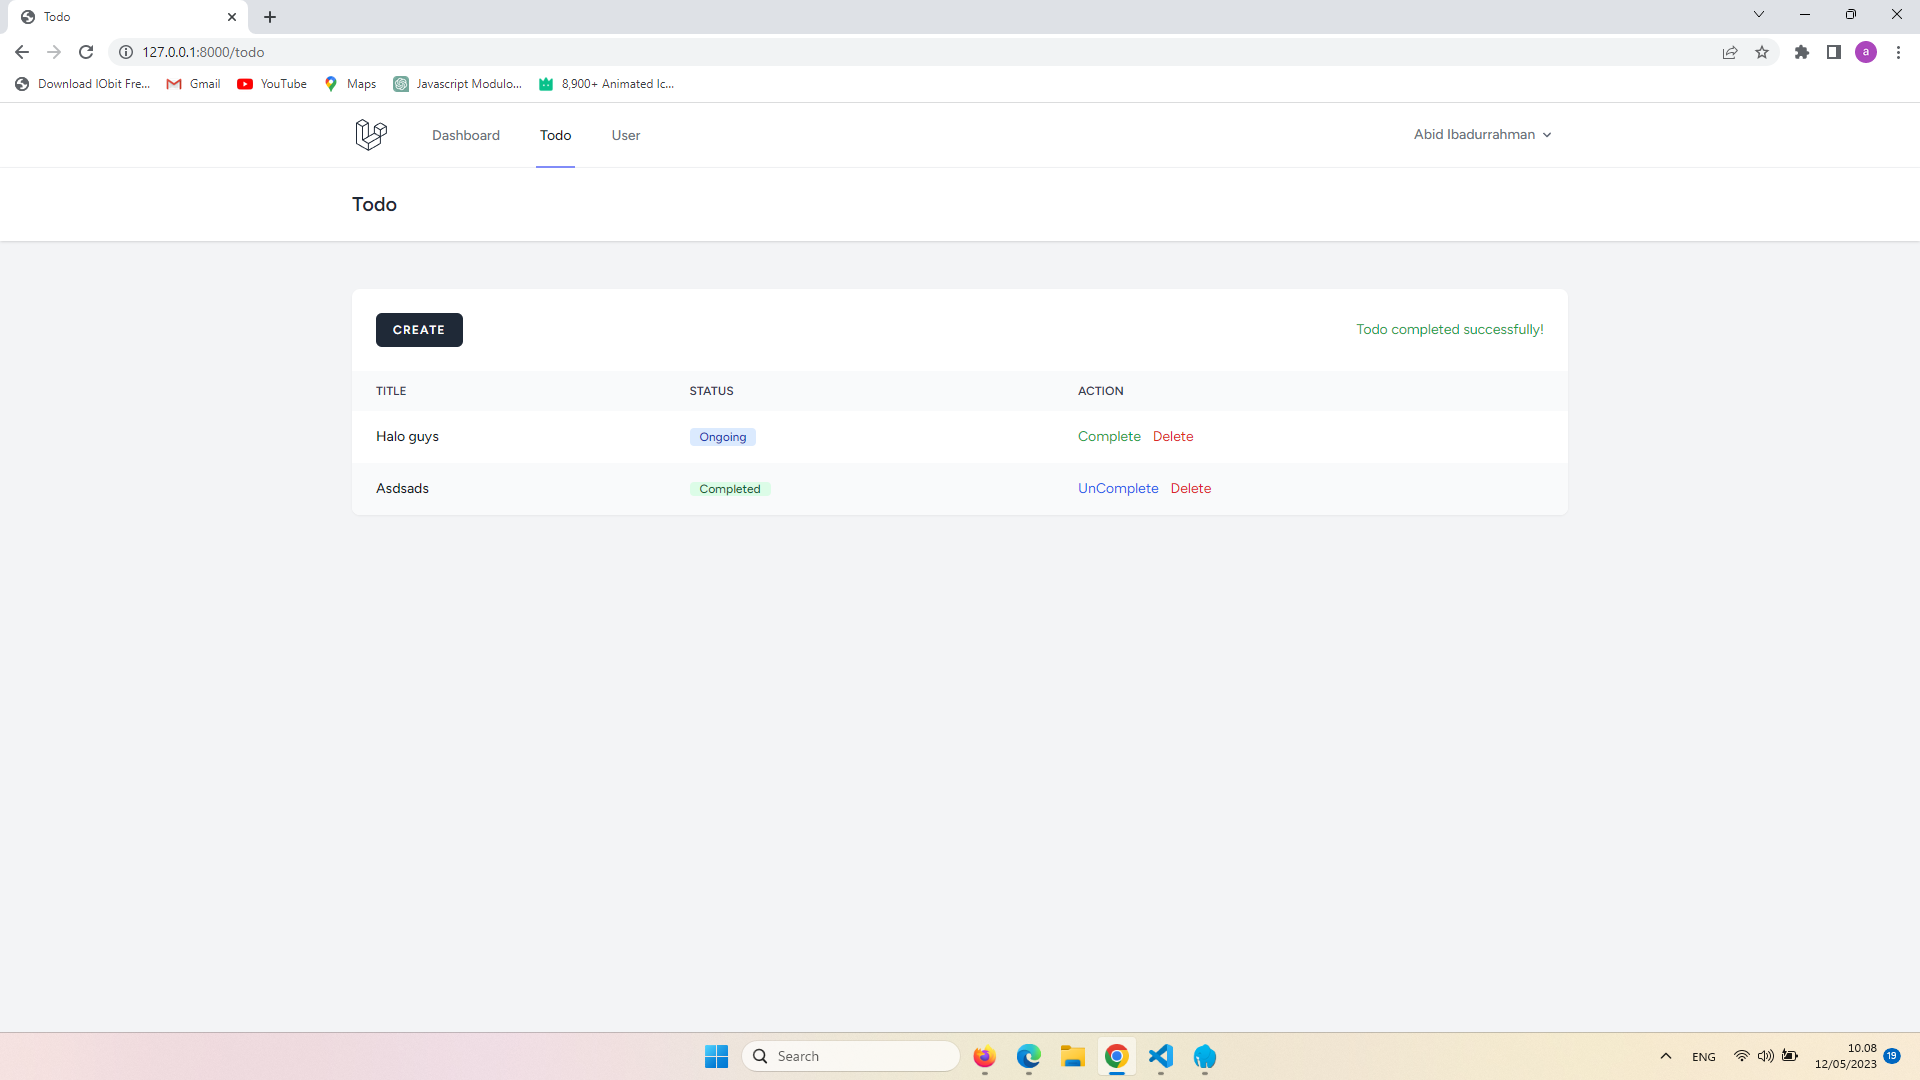 Todo
127.0.0.1:8000/todo
a
Download IObit Fre... Gmail YouTube Maps Javascript Modulo... 8,900+ Animated Ic...
Dashboard Todo User Abid Ibadurrahman
Todo
CREATE Todo completed successfully!
TITLE STATUS ACTION
Halo guys Ongoing Complete Delete
Asdsads Completed UnComplete Delete
Search ENG 10.08
12/05/2023 19